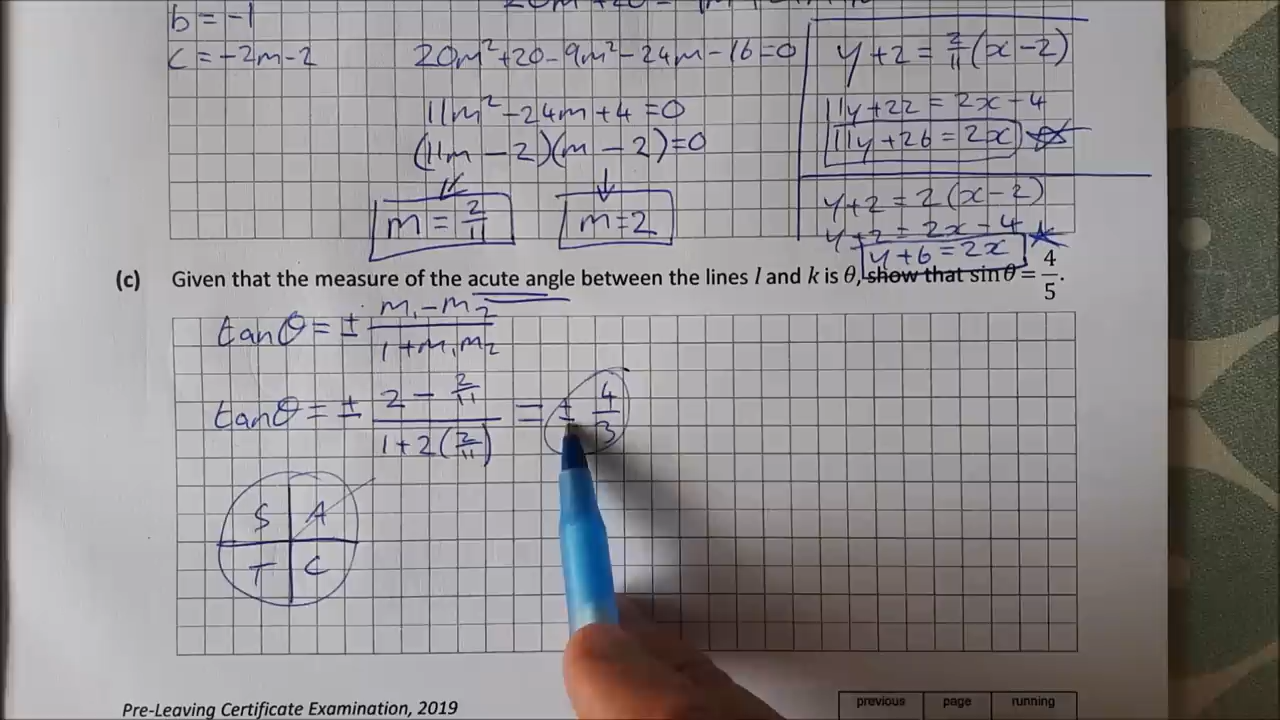 b = -1
c = -2m-2
20m²+20-9m²-24m-16=0
11m²-24m+4=0
(11m-2)(m-2)=0
m = 2/11
m=2
y+2 = 2/11(x-2)
11y+22 = 2x-4
11y+26 = 2x
y+2 = 2(x-2)
y+2 = 2x-4
y+6 = 2x
(c) Given that the measure of the acute angle between the lines l and k is θ, show that sin θ = 4/5.
tanθ = ± m₁-m₂/1+m₁m₂
tanθ = ± 2-2/11/1+2(2/11) = ± 4/3
S A
T C
Pre-Leaving Certificate Examination, 2019
previous page running